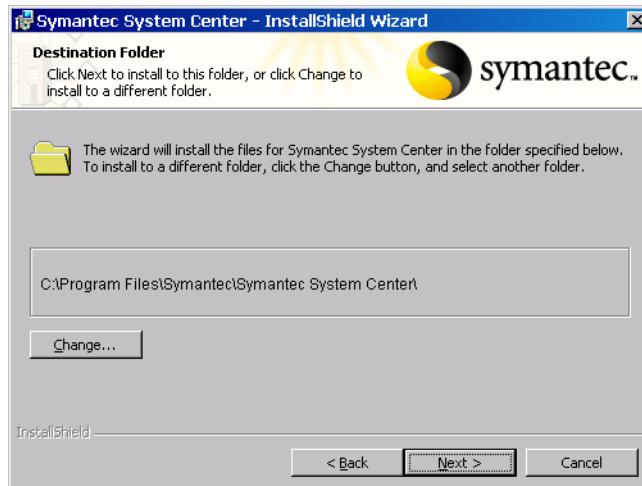 Symantec System Center - InstallShield Wizard
Destination Folder
Click Next to install to this folder, or click Change to
install to a different folder.
symantec.
The wizard will install the files for Symantec System Center in the folder specified below.
To install to a different folder, click the Change button, and select another folder.
C:\Program Files\Symantec\Symantec System Center\
Change...
InstallShield
< Back
Next >
Cancel